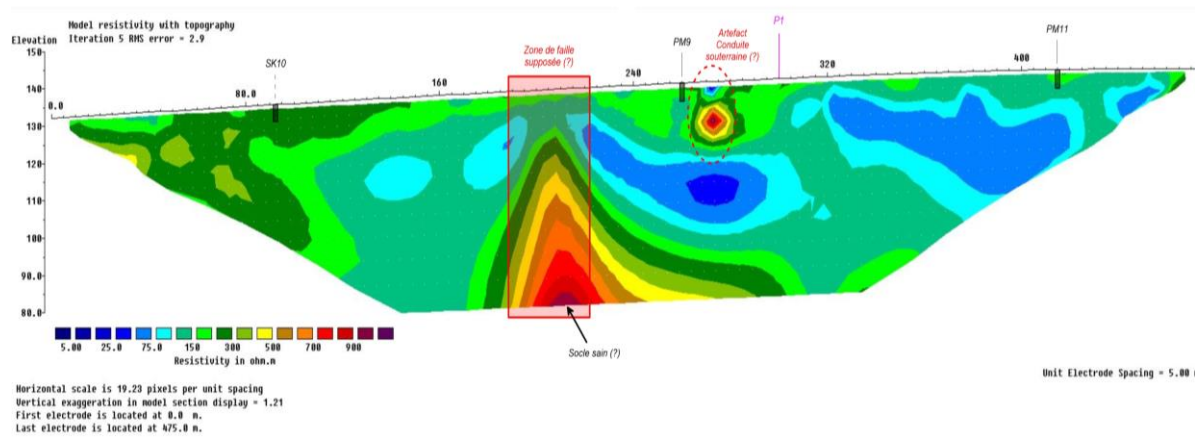 Model resistivity with topography
Iteration 5 RMS error = 2.9
Elevation
150
140
130
120
110
100
90.0
80.0
0.0
80.0
160
240
320
400
SK10
Zone de faille
supposée (?)
PM9
Artefact
Conduite
souterraine (?)
P1
PM11
Socle sain (?)
5.00 25.0 75.0 150 300 500 700 900
Resistivity in ohm.m
Unit Electrode Spacing = 5.00
Horizontal scale is 19.23 pixels per unit spacing
Vertical exaggeration in model section display = 1.21
First electrode is located at 0.0 m.
Last electrode is located at 475.0 m.